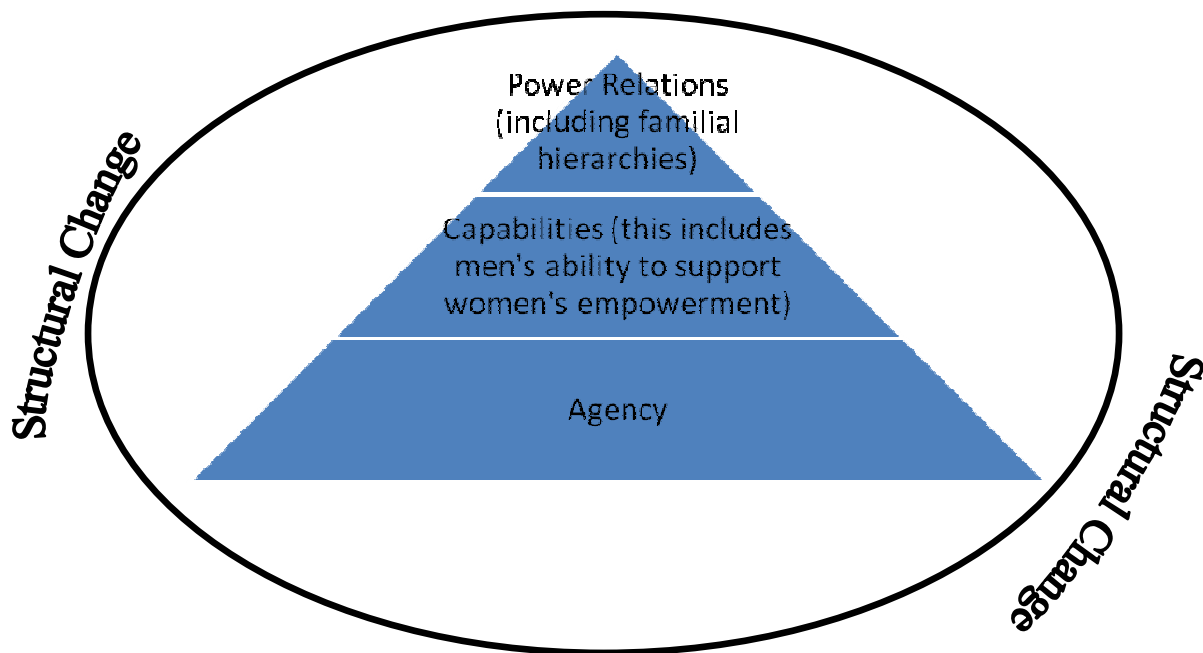 Power Relations
(including familial
hierarchies)
Structural Change
Capabilities (this includes
men's ability to support
women's empowerment)
Agency
Structural Change